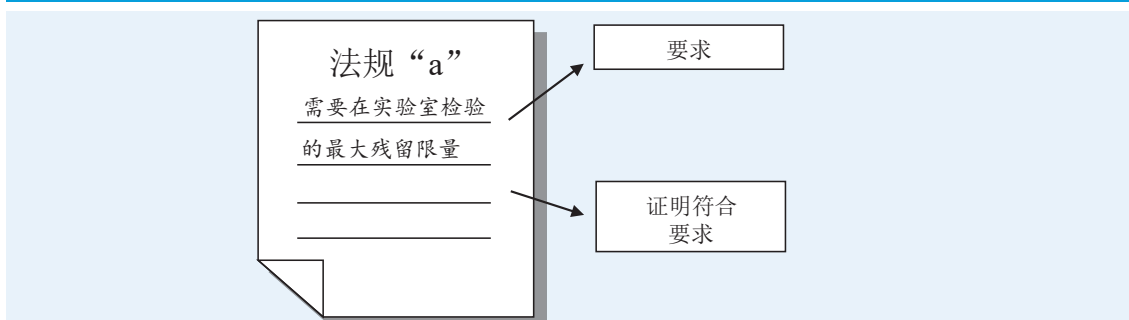 法规“a”
需要在实验室检验
的最大残留限量
要求
证明符合
要求